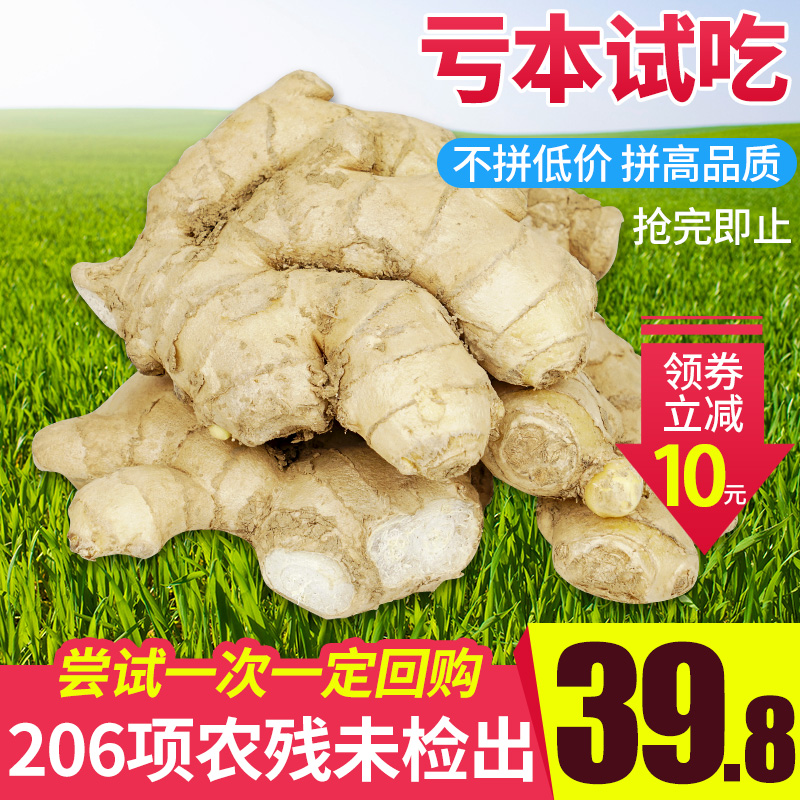 亏本试吃
不拼低价 拼高品质
抢完即止
领券
立减
10元
尝试一次一定回购
206项农残未检出
39.8